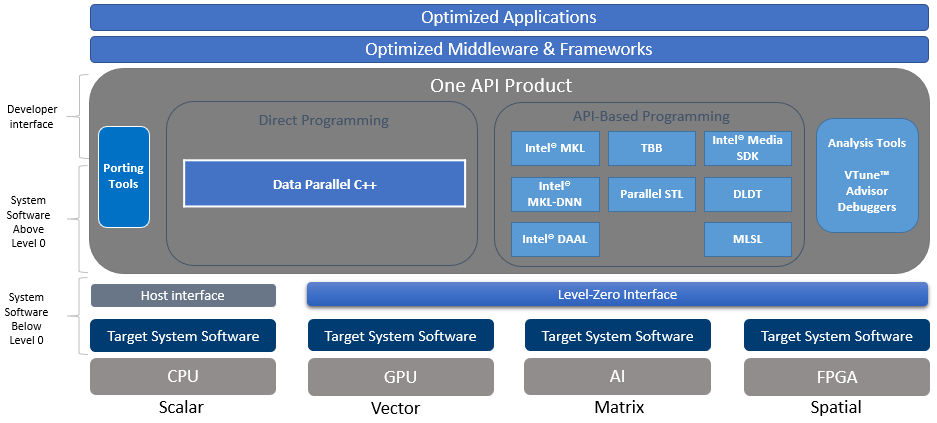 Optimized Applications
Optimized Middleware & Frameworks
One API Product
Developer
interface
Direct Programming
API-Based Programming
Porting
Tools
Data Parallel C++
Intel® MKL
TBB
Intel® Media
SDK
Intel®
MKL-DNN
Parallel STL
DLDT
Intel® DAAL
MLSL
Analysis Tools
VTune™
Advisor
Debuggers
System
Software
Above
Level 0
System
Software
Below
Level 0
Host interface
Level-Zero Interface
Target System Software
Target System Software
Target System Software
Target System Software
CPU
GPU
AI
FPGA
Scalar
Vector
Matrix
Spatial